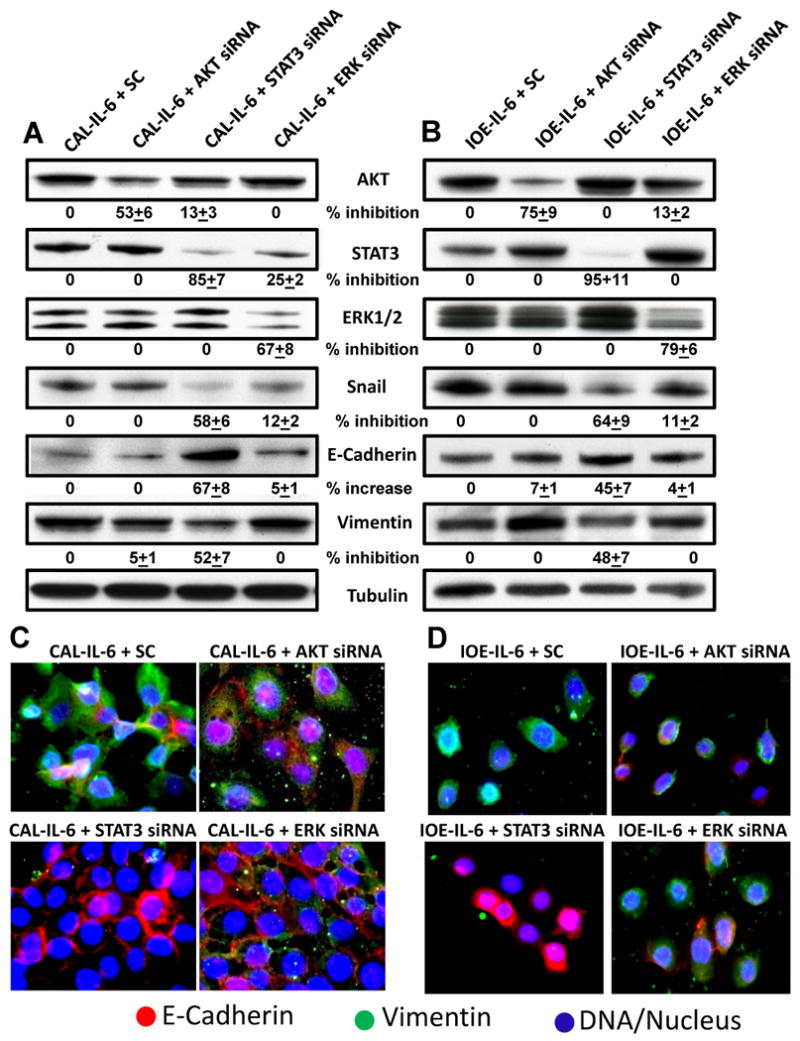 CAL-IL-6 + SC
CAL-IL-6 + AKT siRNA
CAL-IL-6 + STAT3 siRNA
CAL-IL-6 + ERK siRNA
IOE-IL-6 + SC
IOE-IL-6 + AKT siRNA
IOE-IL-6 + STAT3 siRNA
IOE-IL-6 + ERK siRNA
A
B
AKT
0 53±6 13±3 0 % inhibition 0 75±9 0 13±2
STAT3
0 0 85±7 25±2 % inhibition 0 0 95+11 0
ERK1/2
0 0 0 67±8 % inhibition 0 0 0 79±6
Snail
0 0 58±6 12±2 % inhibition 0 0 64±9 11±2
E-Cadherin
0 0 67±8 5±1 % increase 0 7±1 45±7 4±1
Vimentin
0 5±1 52±7 0 % inhibition 0 0 48±7 0
Tubulin
C
CAL-IL-6 + SC
CAL-IL-6 + AKT siRNA
CAL-IL-6 + STAT3 siRNA
CAL-IL-6 + ERK siRNA
D
IOE-IL-6 + SC
IOE-IL-6 + AKT siRNA
IOE-IL-6 + STAT3 siRNA
IOE-IL-6 + ERK siRNA
E-Cadherin
Vimentin
DNA/Nucleus